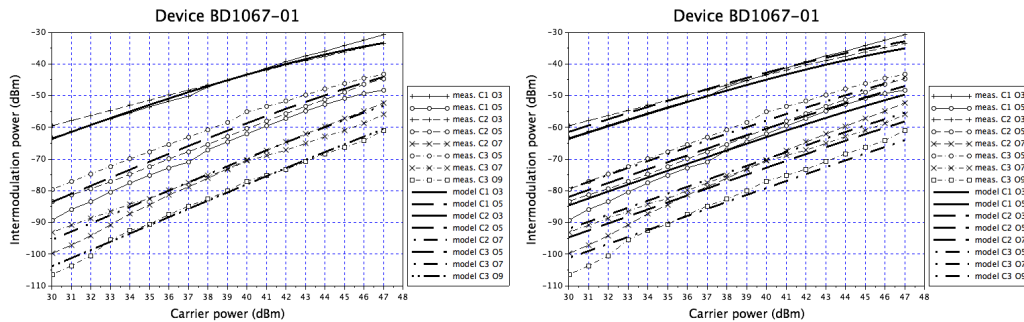 Device BD1067-01
Intermodulation power (dBm)
-30
-40
-50
-60
-70
-80
-90
-100
-110
30 31 32 33 34 35 36 37 38 39 40 41 42 43 44 45 46 47 48
Carrier power (dBm)
meas. C1 O3
meas. C1 O5
meas. C2 O3
meas. C2 O5
meas. C2 O7
meas. C3 O5
meas. C3 O7
meas. C3 O9
model C1 O3
model C1 O5
model C2 O3
model C2 O7
model C3 O5
model C3 O7
model C3 O9
Device BD1067-01
Intermodulation power (dBm)
-30
-40
-50
-60
-70
-80
-90
-100
-110
30 31 32 33 34 35 36 37 38 39 40 41 42 43 44 45 46 47 48
Carrier power (dBm)
meas. C1 O3
meas. C1 O5
meas. C2 O3
meas. C2 O5
meas. C2 O7
meas. C3 O5
meas. C3 O7
meas. C3 O9
model C1 O3
model C1 O5
model C2 O3
model C2 O5
model C2 O7
model C3 O5
model C3 O7
model C3 O9